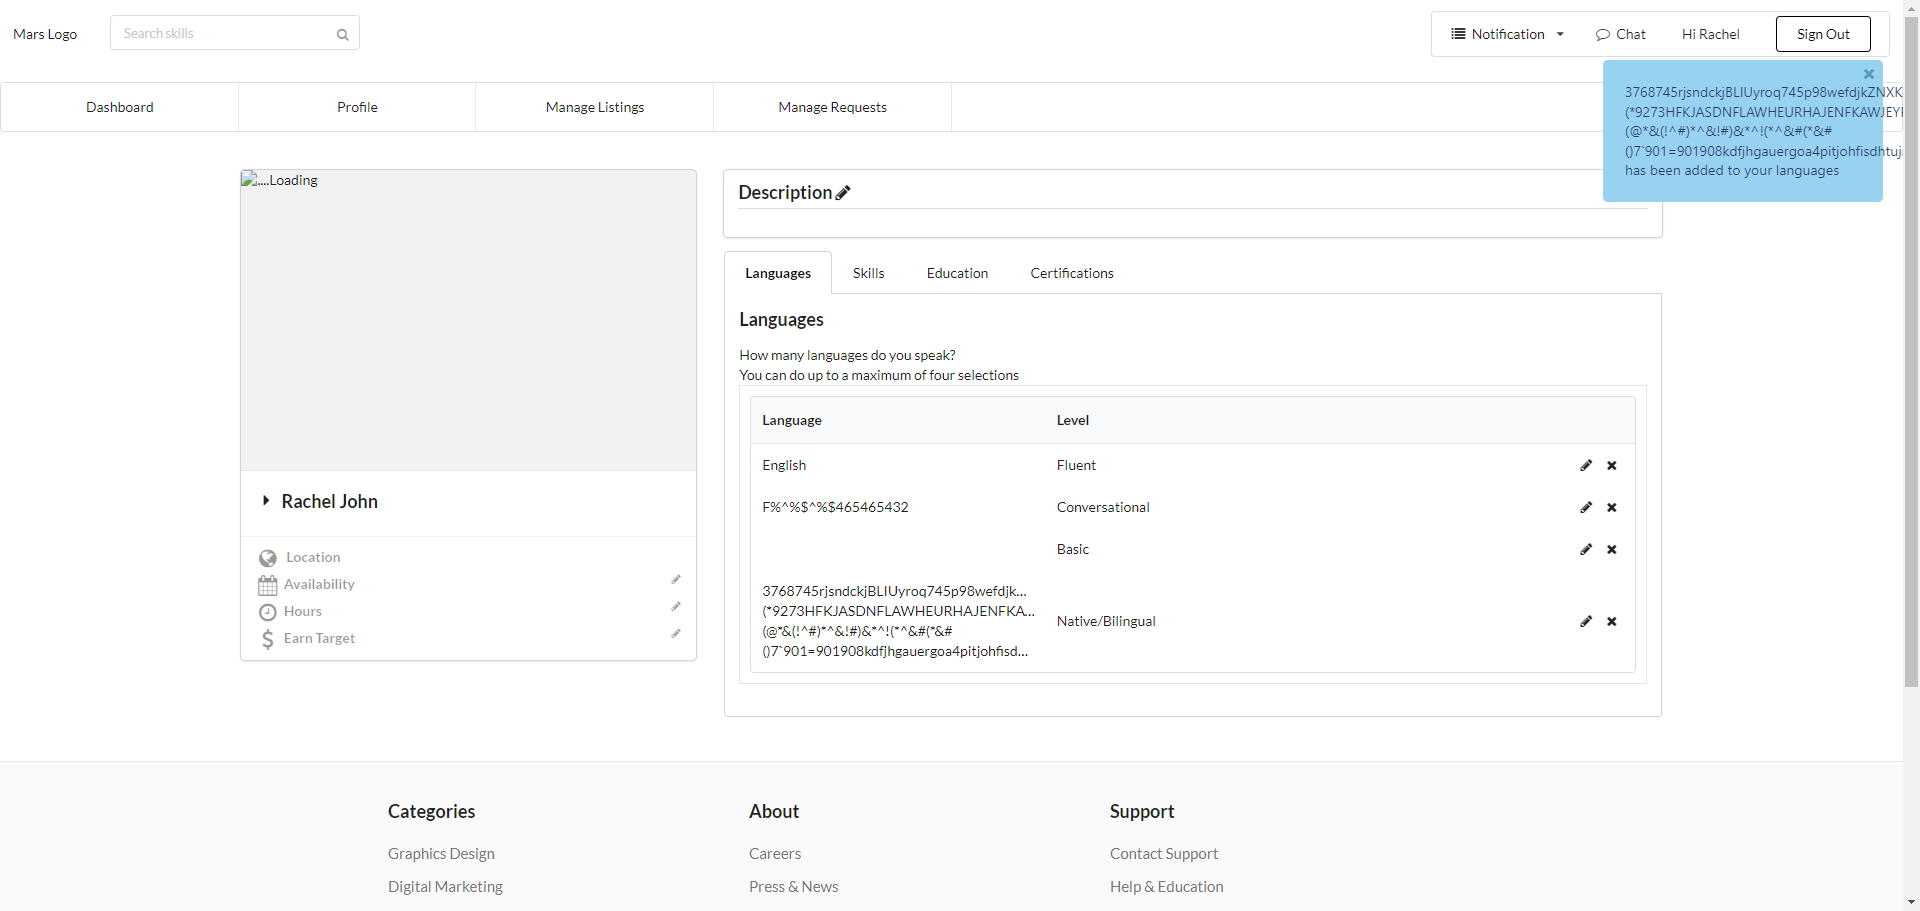 Mars Logo
Search skills
Notification
Chat
Hi Rachel
Sign Out
Dashboard
Profile
Manage Listings
Manage Requests
3768745rjsndckjBLIUyroq745p98wefdjkZNXK
(*9273HFKJASDNFLAWHEURHAJENFKAWJEY
(@*&(!^#)*^&!#)&*^!(*^&#(*&#
()7`901=901908kdfjhgauergoa4pitjohfisdhtuj
has been added to your languages
....Loading
Rachel John
Location
Availability
Hours
Earn Target
Description
Languages
Skills
Education
Certifications
Languages
How many languages do you speak?
You can do up to a maximum of four selections
Language
Level
English
Fluent
F%^%$^%$465465432
Conversational
Basic
3768745rjsndckjBLIUyroq745p98wefdjk...
(*9273HFKJASDNFLAWHEURHAJENFKA...
(@*&(!^#)*^&!#)&*^!(*^&#(*&#
()7`901=901908kdfjhgauergoa4pitjohfisd...
Native/Bilingual
Categories
Graphics Design
Digital Marketing
About
Careers
Press & News
Support
Contact Support
Help & Education